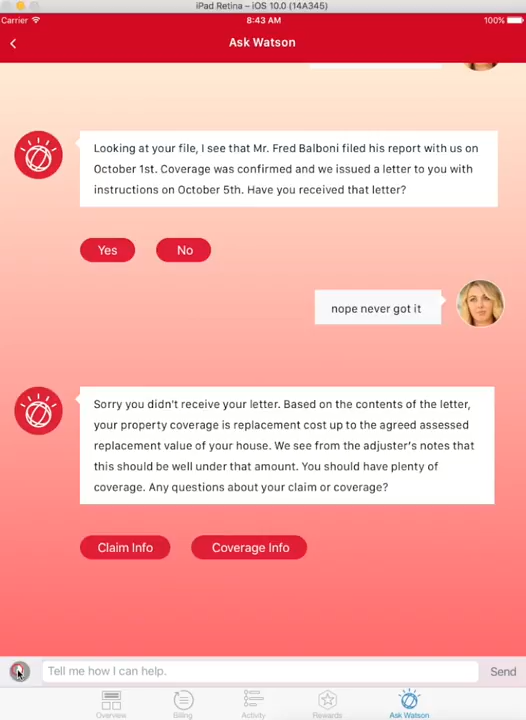 iPad Retina – iOS 10.0 (14A345)
Carrier
8:43 AM
100%
Ask Watson
Looking at your file, I see that Mr. Fred Balboni filed his report with us on
October 1st. Coverage was confirmed and we issued a letter to you with
instructions on October 5th. Have you received that letter?
Yes
No
nope never got it
Sorry you didn't receive your letter. Based on the contents of the letter,
your property coverage is replacement cost up to the agreed assessed
replacement value of your house. We see from the adjuster's notes that
this should be well under that amount. You should have plenty of
coverage. Any questions about your claim or coverage?
Claim Info
Coverage Info
Tell me how I can help.
Send
Overview
Billing
Activity
Rewards
Ask Watson